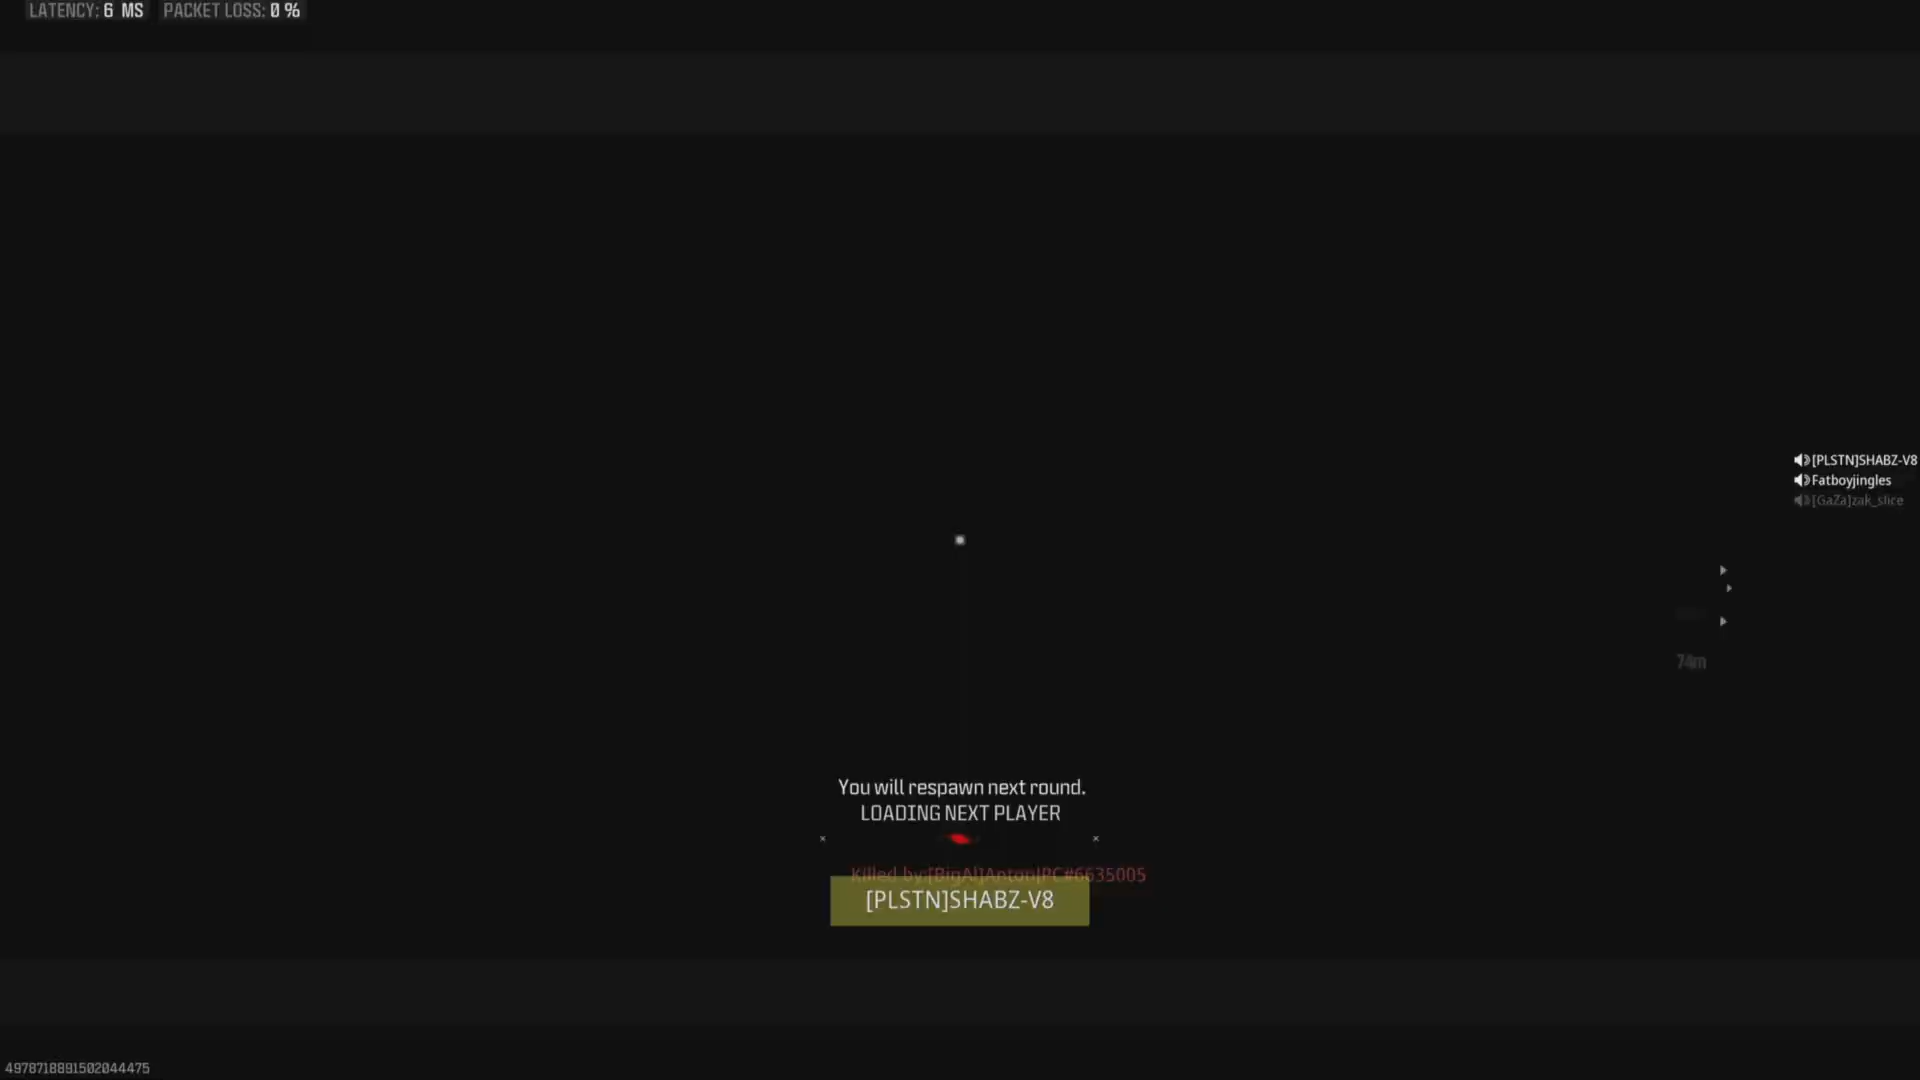 LATENCY: 6 MS PACKET LOSS: 0 %
[PLSTN]SHABZ-V8
Fatboyjingles
[GaZa]zak_slice
74m
You will respawn next round.
LOADING NEXT PLAYER
Killed by:[BigAl]Anton|PC#6635005
[PLSTN]SHABZ-V8
4978718891502044475